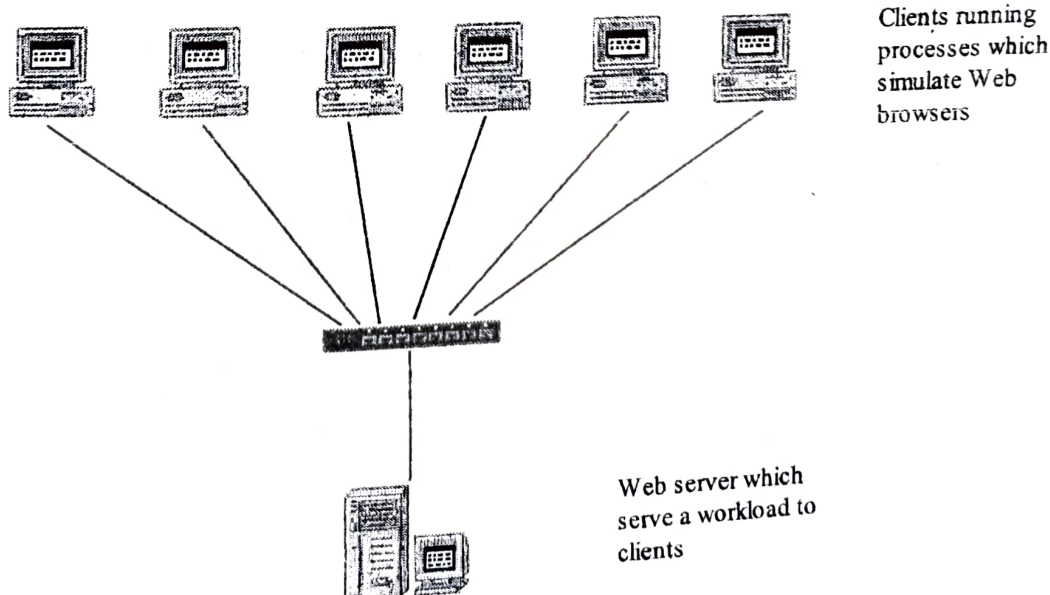 Clients running
processes which
simulate Web
browsers
Web server which
serve a workload to
clients